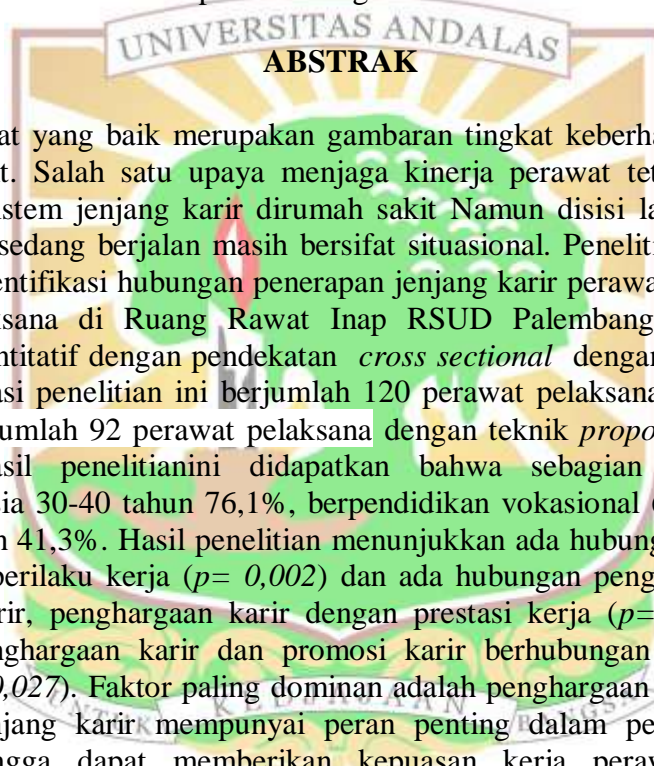 UNIVERSITAS ANDALAS
ABSTRAK
at yang baik merupakan gambaran tingkat keberha
t. Salah satu upaya menjaga kinerja perawat tet
istem jenjang karir dirumah sakit Namun disisi la
sedang berjalan masih bersifat situasional. Peneliti
entifikasi hubungan penerapan jenjang karir perawa
ksana di Ruang Rawat Inap RSUD Palembang
ntitatif dengan pendekatan cross sectional dengan
asi penelitian ini berjumlah 120 perawat pelaksana
umlah 92 perawat pelaksana dengan teknik propo
asil penelitianini didapatkan bahwa sebagian
sia 30-40 tahun 76,1%, berpendidikan vokasional
n 41,3%. Hasil penelitian menunjukkan ada hubung
perilaku kerja (p= 0,002) dan ada hubungan peng
rir, penghargaan karir dengan prestasi kerja (p=
nghargaan karir dan promosi karir berhubungan
0,027). Faktor paling dominan adalah penghargaan
njang karir mempunyai peran penting dalam pe
ngga dapat memberikan kepuasan kerja peraw